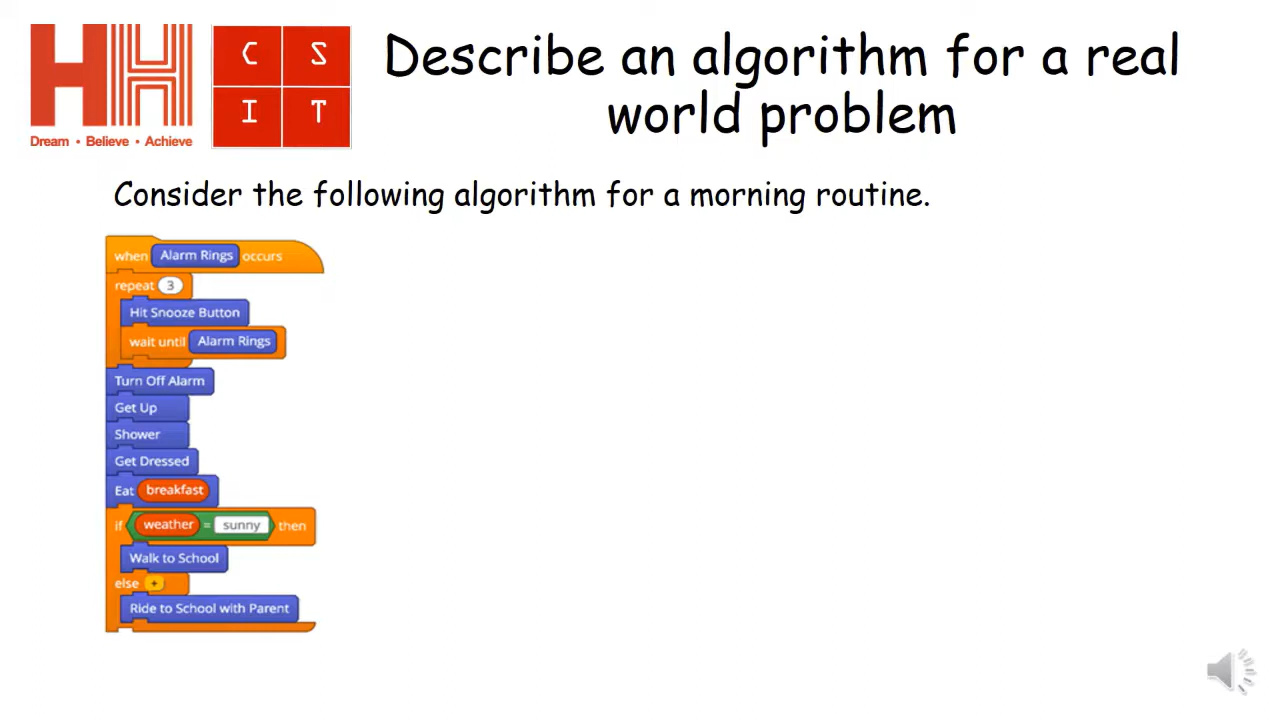 HH
Dream • Believe • Achieve
C S
I T
Describe an algorithm for a real
world problem
Consider the following algorithm for a morning routine.
when Alarm Rings occurs
repeat 3
Hit Snooze Button
wait until Alarm Rings
Turn Off Alarm
Get Up
Shower
Get Dressed
Eat breakfast
if weather = sunny then
Walk to School
else +
Ride to School with Parent